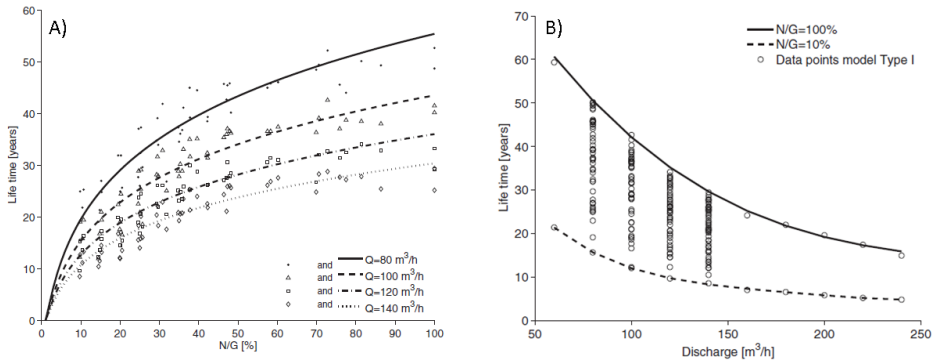 A)
60
50
40
30
20
10
0
Life time [years]
and Q=80 m³/h
and Q=100 m³/h
and Q=120 m³/h
and Q=140 m³/h
0 10 20 30 40 50 60 70 80 90 100
N/G [%]
B)
70
60
50
40
30
20
10
0
Life time [years]
N/G=100%
N/G=10%
Data points model Type I
50 100 150 200 250
Discharge [m³/h]